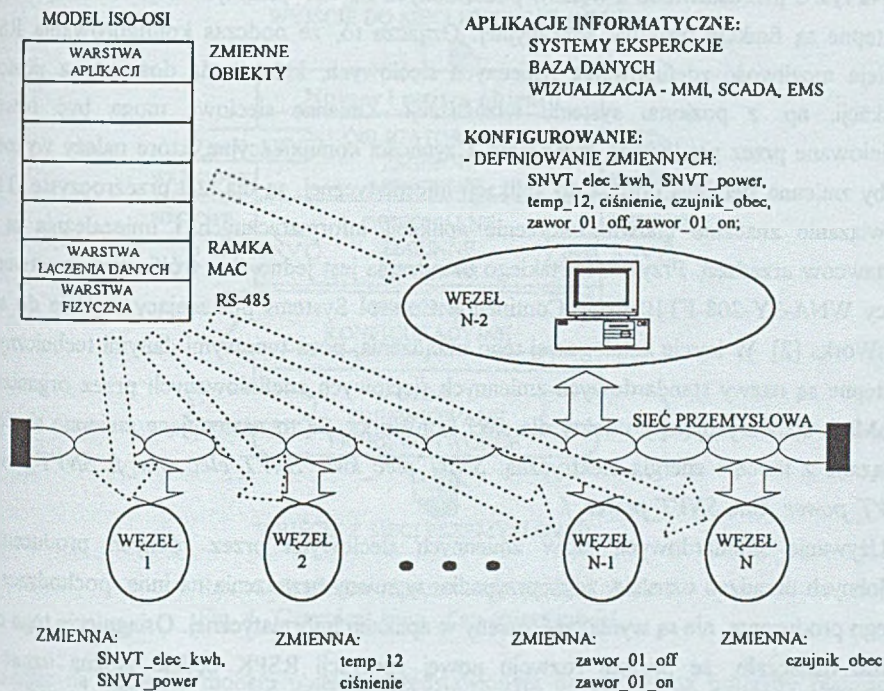 MODEL ISO-OSI
WARSTWA
APLIKACJI
ZMIENNE
OBIEKTY
WARSTWA
ŁĄCZENIA DANYCH
RAMKA
MAC
WARSTWA
FIZYCZNA
RS-485
APLIKACJE INFORMATYCZNE:
SYSTEMY EKSPERCKIE
BAZA DANYCH
WIZUALIZACJA - MMI, SCADA, EMS
KONFIGUROWANIE:
- DEFINIOWANIE ZMIENNYCH:
SNVT_elec_kwh, SNVT_power,
temp_12, ciśnienie, czujnik_obec,
zawor_01_off, zawor_01_on;
WĘZEŁ
N-2
SIEĆ PRZEMYSŁOWA
WĘZEŁ
1
WĘZEŁ
2
WĘZEŁ
N-1
WĘZEŁ
N
ZMIENNA:
SNVT_elec_kwh,
SNVT_power
ZMIENNA:
temp_12
ciśnienie
ZMIENNA:
zawor_01_off
zawor_01_on
ZMIENNA:
czujnik_obec